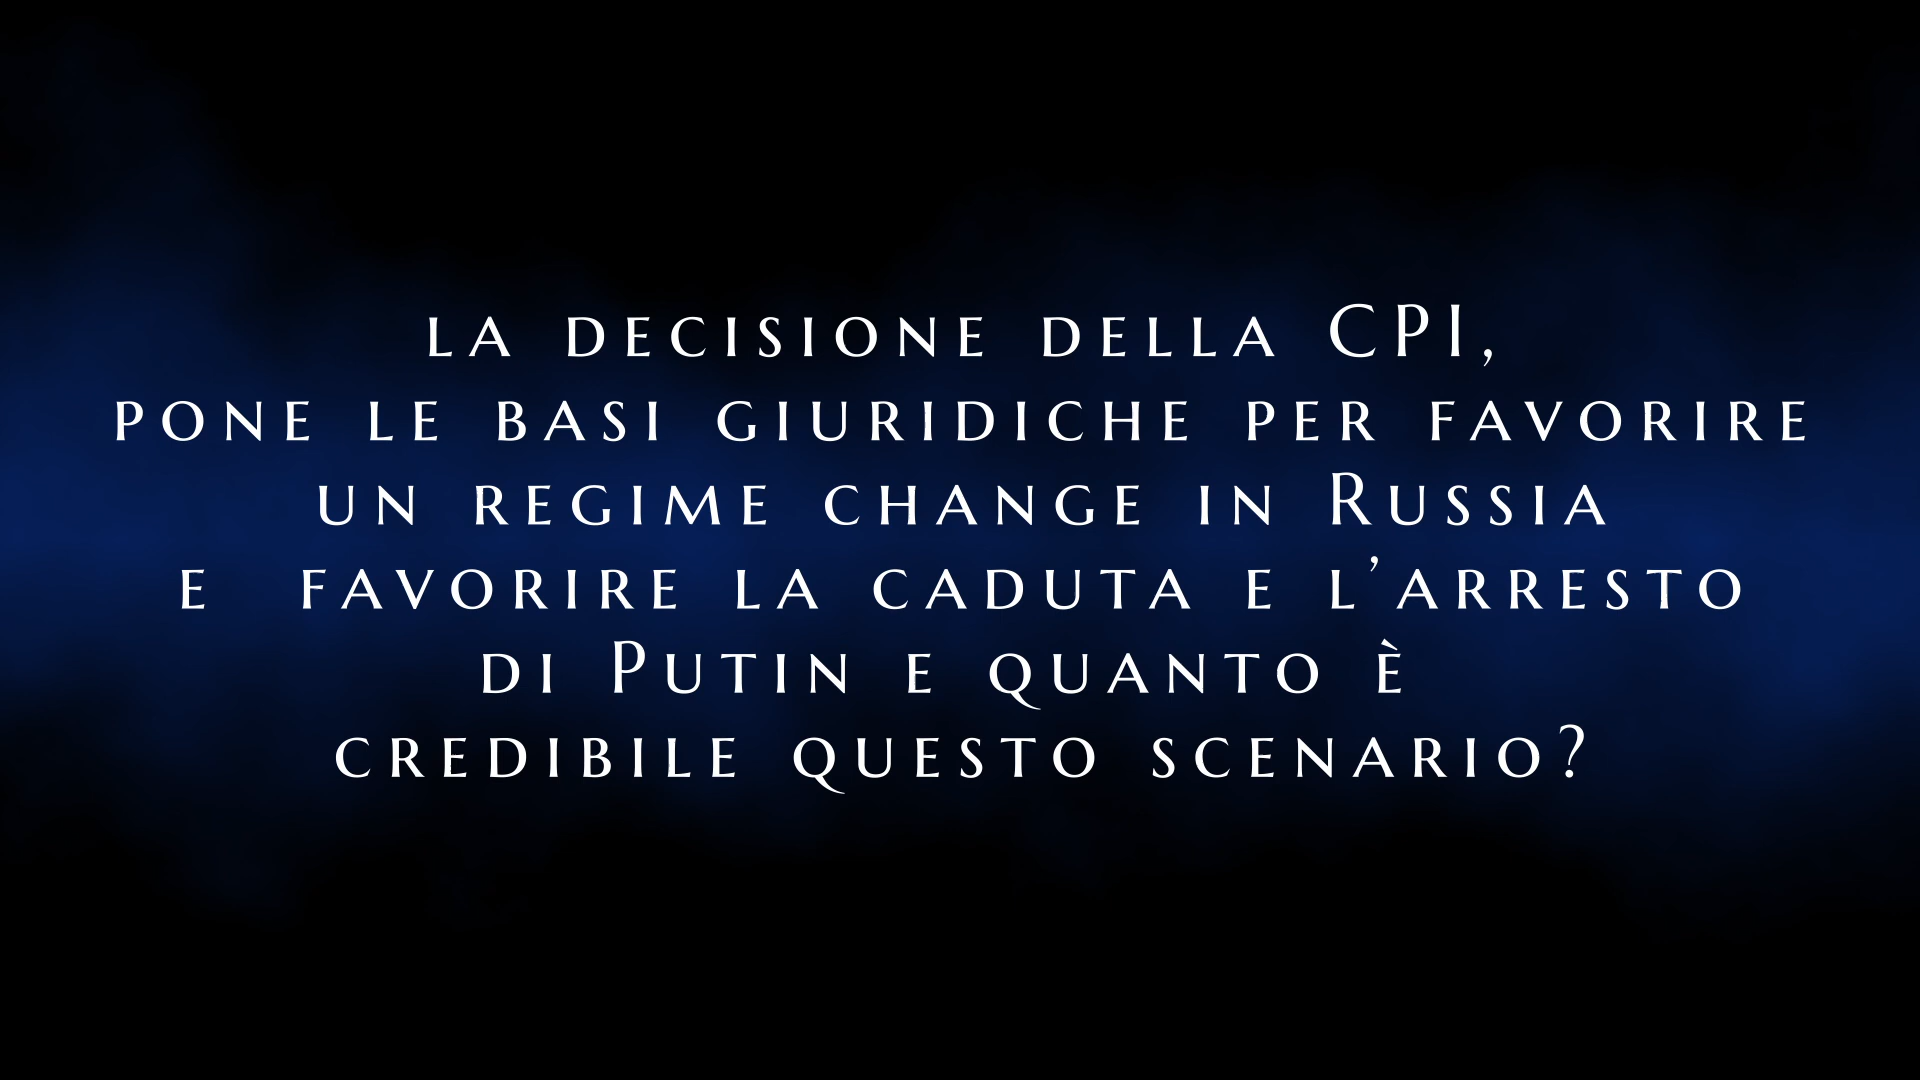 la decisione della CPI,
pone le basi giuridiche per favorire
un regime change in Russia
e favorire la caduta e l’arresto
di Putin e quanto è
credibile questo scenario?